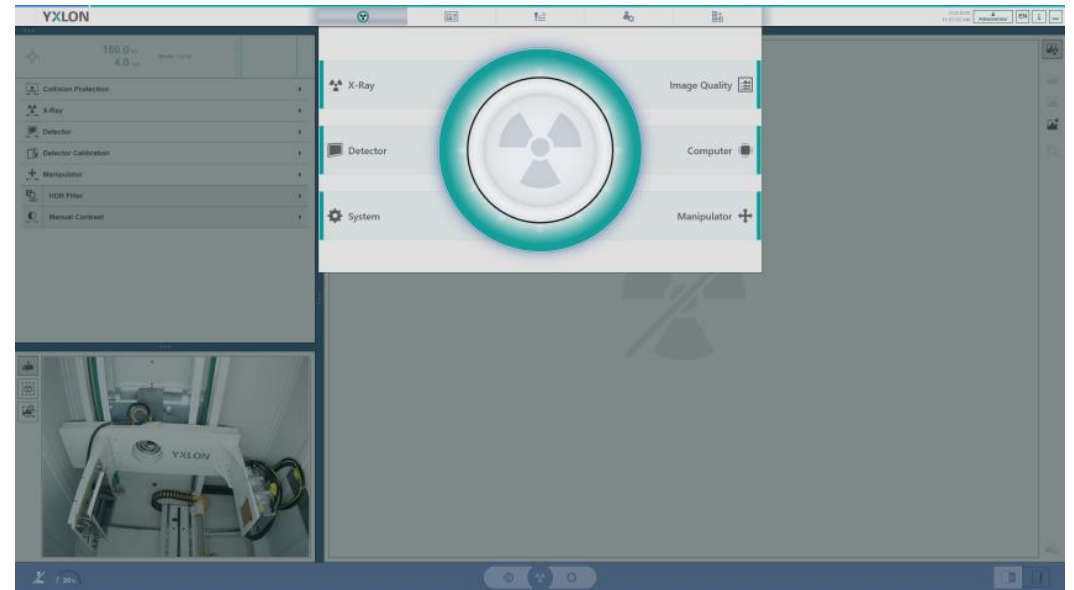 YXLON
Administrator
EN
160.0
4.0
Collision Protection
X-Ray
Detector
Detector Calibration
Manipulator
HDR Filter
Manual Contrast
X-Ray
Image Quality
Detector
Computer
System
Manipulator
YXLON
20%